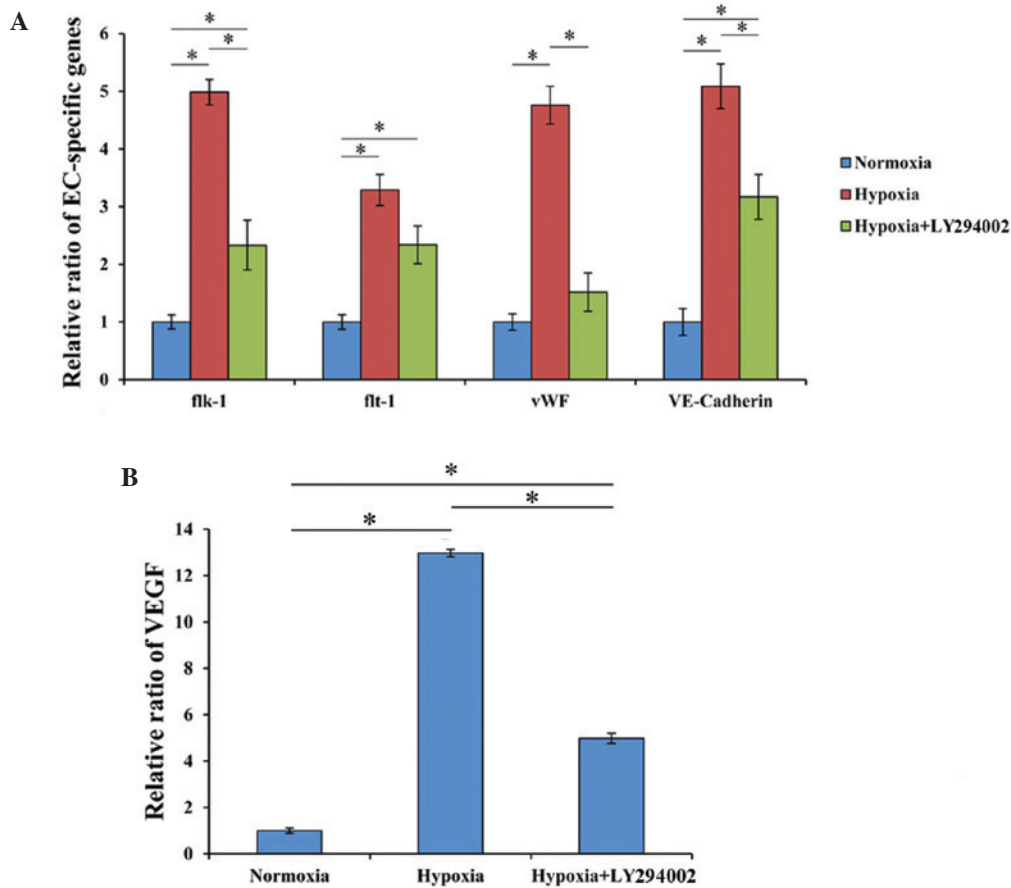 A
Relative ratio of EC-specific genes
6
5
4
3
2
1
0
* * *
* *
* *
* * *
flk-1 flt-1 vWF VE-Cadherin
Normoxia
Hypoxia
Hypoxia+LY294002
B
Relative ratio of VEGF
14
12
10
8
6
4
2
0
* * *
Normoxia Hypoxia Hypoxia+LY294002